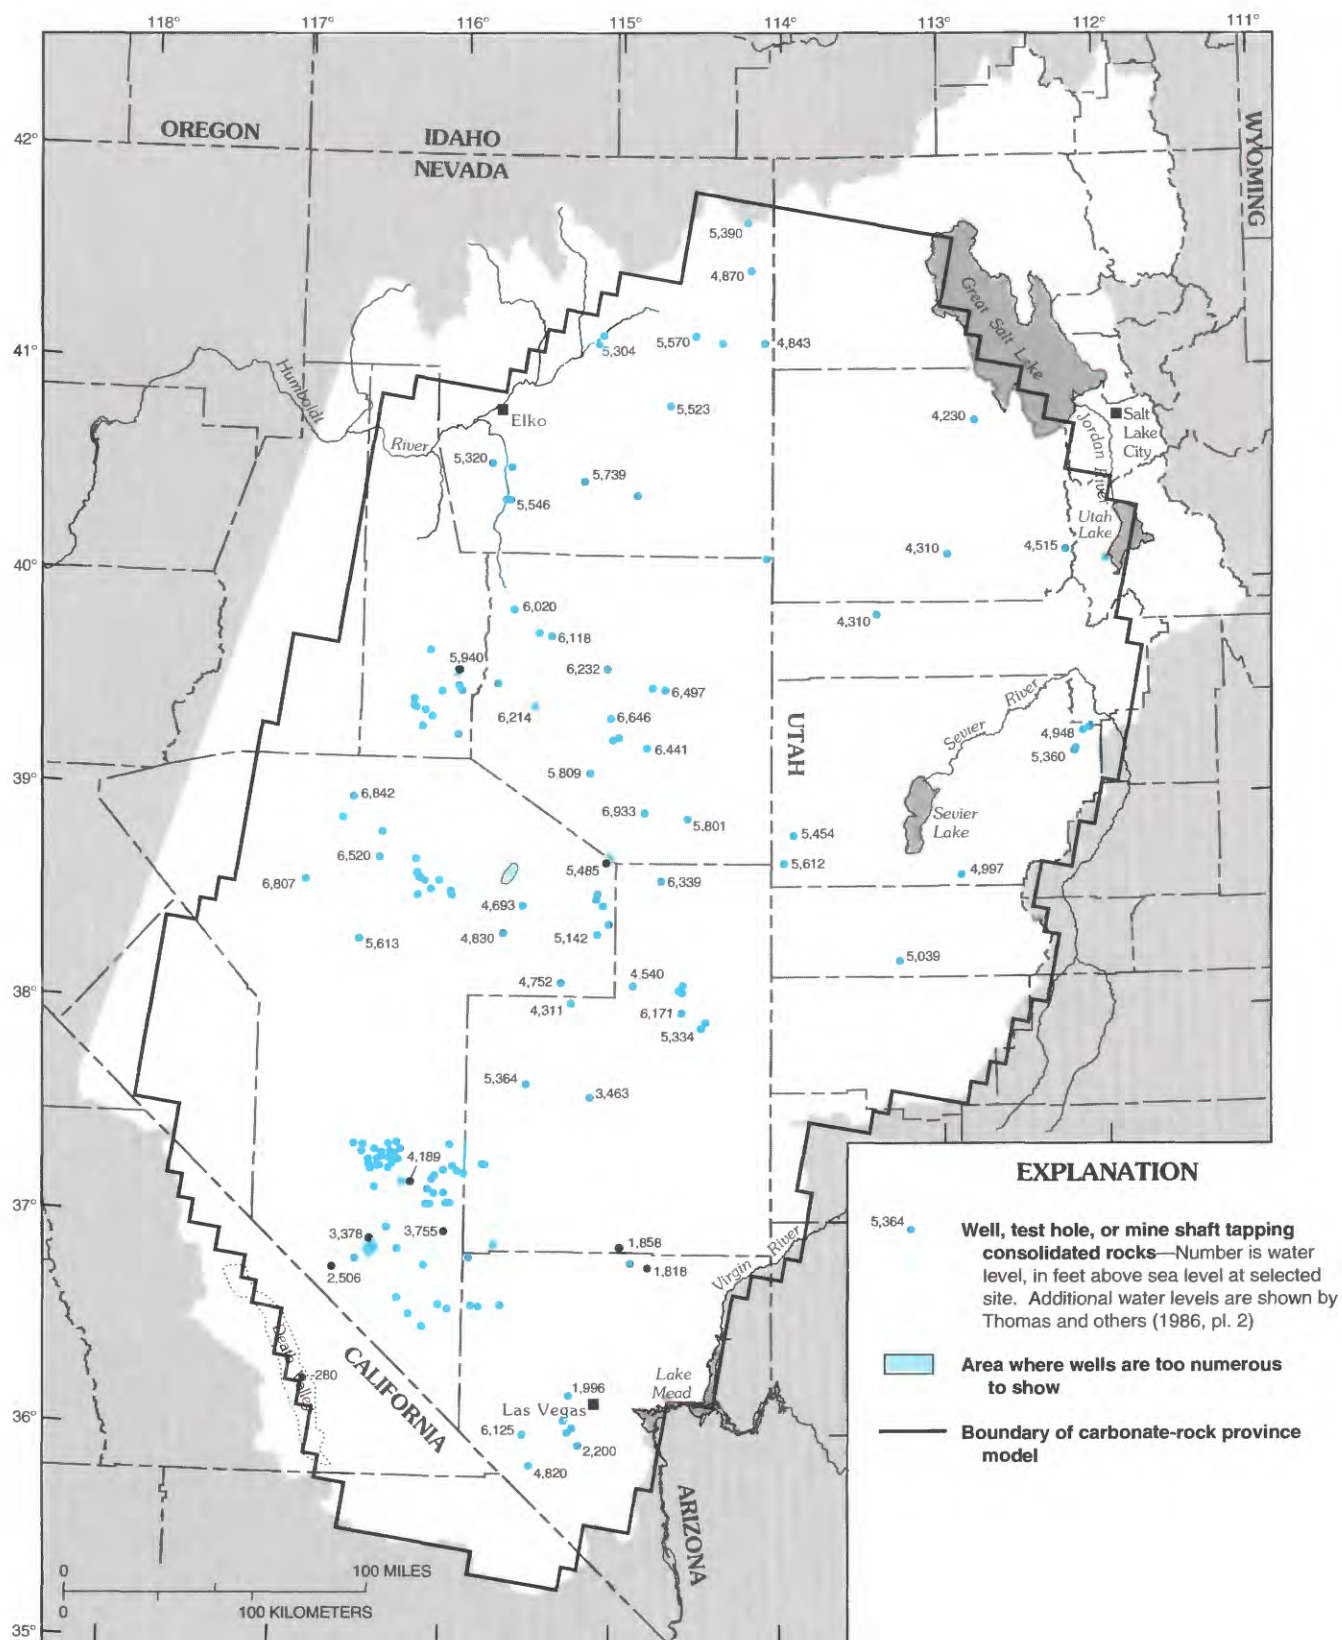 118°
117°
116°
115°
114°
113°
112°
111°
42°
OREGON
IDAHO
NEVADA
WYOMING
5,390
4,870
Great Salt Lake
41°
5,304
5,570
4,843
Humboldt
River
Elko
5,523
4,230
Jordan River
Salt
Lake
City
5,320
5,739
5,546
Utah
Lake
40°
4,310
4,515
6,020
4,310
6,118
5,940
6,232
6,497
6,214
6,646
UTAH
Sevier
River
4,948
6,441
5,360
39°
5,809
6,842
6,933
5,801
5,454
Sevier
Lake
6,520
5,485
5,612
6,807
6,339
4,997
4,693
5,613
4,830
5,142
5,039
4,752
4,540
38°
4,311
6,171
5,334
5,364
3,463
4,189
37°
3,378
3,755
1,858
2,506
1,818
Virgin
River
Death Valley
-280
CALIFORNIA
1,996
Lake
Mead
Las Vegas
36°
6,125
2,200
4,820
ARIZONA
0
100 MILES
0
100 KILOMETERS
35°
EXPLANATION
5,364
Well, test hole, or mine shaft tapping
consolidated rocks—Number is water
level, in feet above sea level at selected
site. Additional water levels are shown by
Thomas and others (1986, pl. 2)
Area where wells are too numerous
to show
Boundary of carbonate-rock province
model